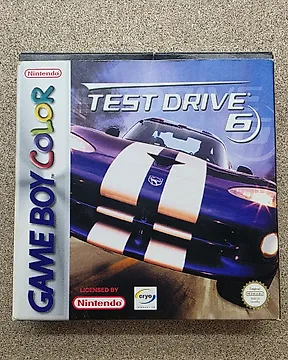 Nintendo
GAME BOY COLOR
TEST DRIVE
6
LICENSED BY
Nintendo
cryo